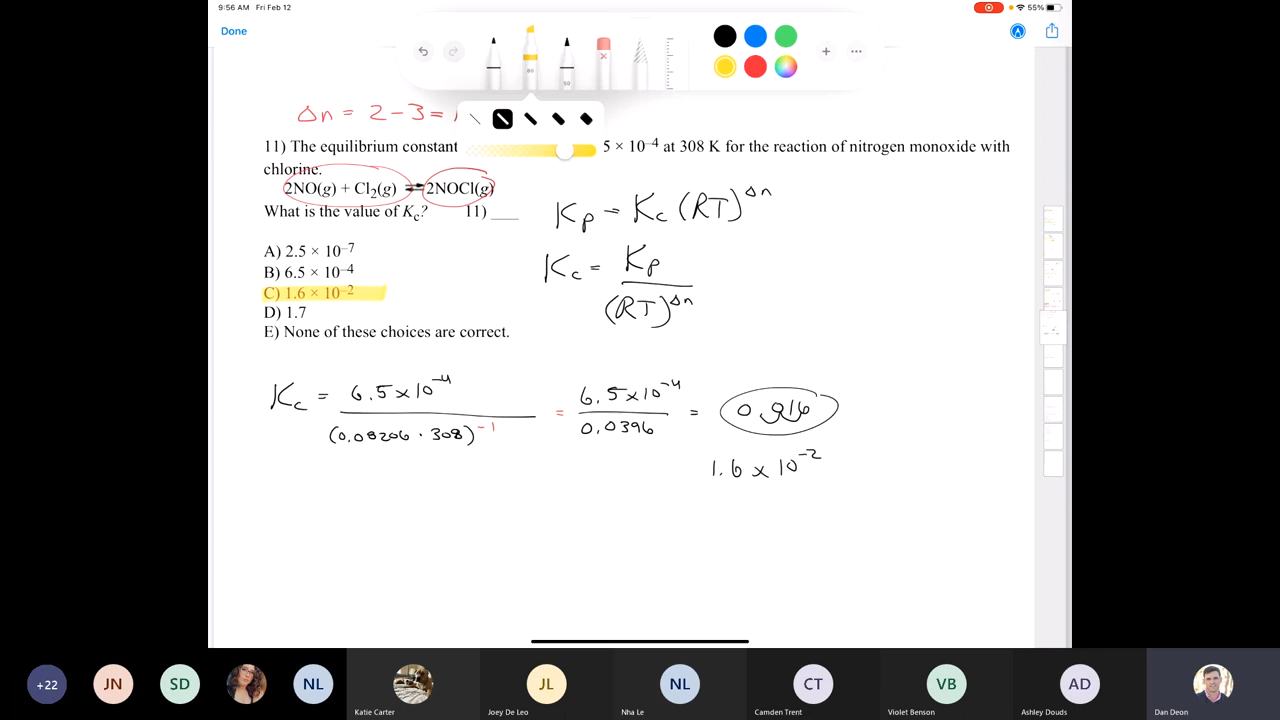 9:56 AM Fri Feb 12
55%
Done
80
50
Δn = 2 - 3 =
11) The equilibrium constant 5 × 10⁻⁴ at 308 K for the reaction of nitrogen monoxide with
chlorine.
2NO(g) + Cl₂(g) ⇌ 2NOCl(g)
What is the value of Kc? 11) ____
Kp = Kc (RT)^Δn
A) 2.5 × 10⁻⁷
B) 6.5 × 10⁻⁴
C) 1.6 × 10⁻²
D) 1.7
E) None of these choices are correct.
Kc = Kp / (RT)^Δn
Kc = 6.5 x 10⁻⁴ / (0.08206 · 308)⁻¹ = 6.5 x 10⁻⁴ / 0.0396 = 0.016
1.6 x 10⁻²
+22
JN
SD
NL
Katie Carter
JL
Joey De Leo
NL
Nha Le
CT
Camden Trent
VB
Violet Benson
AD
Ashley Douds
Dan Deon